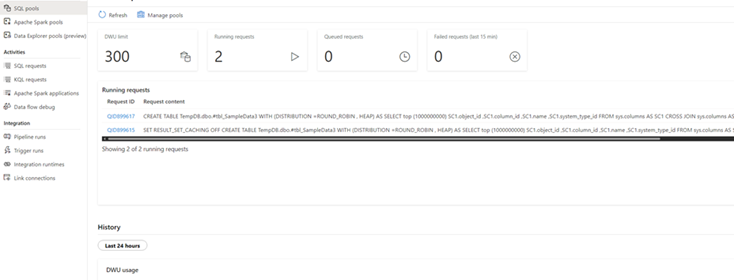 SQL pools
Apache Spark pools
Data Explorer pools (preview)
Activities
SQL requests
KQL requests
Apache Spark applications
Data flow debug
Integration
Pipeline runs
Trigger runs
Integration runtimes
Link connections
Refresh
Manage pools
DWU limit
300
Running requests
2
Queued requests
0
Failed requests (last 15 min)
0
Running requests
Request ID Request content
QID899617 CREATE TABLE TempDB.dbo.#tbl_SampleData3 WITH (DISTRIBUTION =ROUND_ROBIN , HEAP) AS SELECT top (1000000000) SC1.object_id ,SC1.column_id ,SC1.name ,SC1.system_type_id FROM sys.columns AS SC1 CROSS JOIN sys.columns AS S
QID899615 SET RESULT_SET_CACHING OFF CREATE TABLE TempDB.dbo.#tbl_SampleData3 WITH (DISTRIBUTION =ROUND_ROBIN , HEAP) AS SELECT top (1000000000) SC1.object_id ,SC1.column_id ,SC1.name ,SC1.system_type_id FROM sys.columns AS S
Showing 2 of 2 running requests
History
Last 24 hours
DWU usage